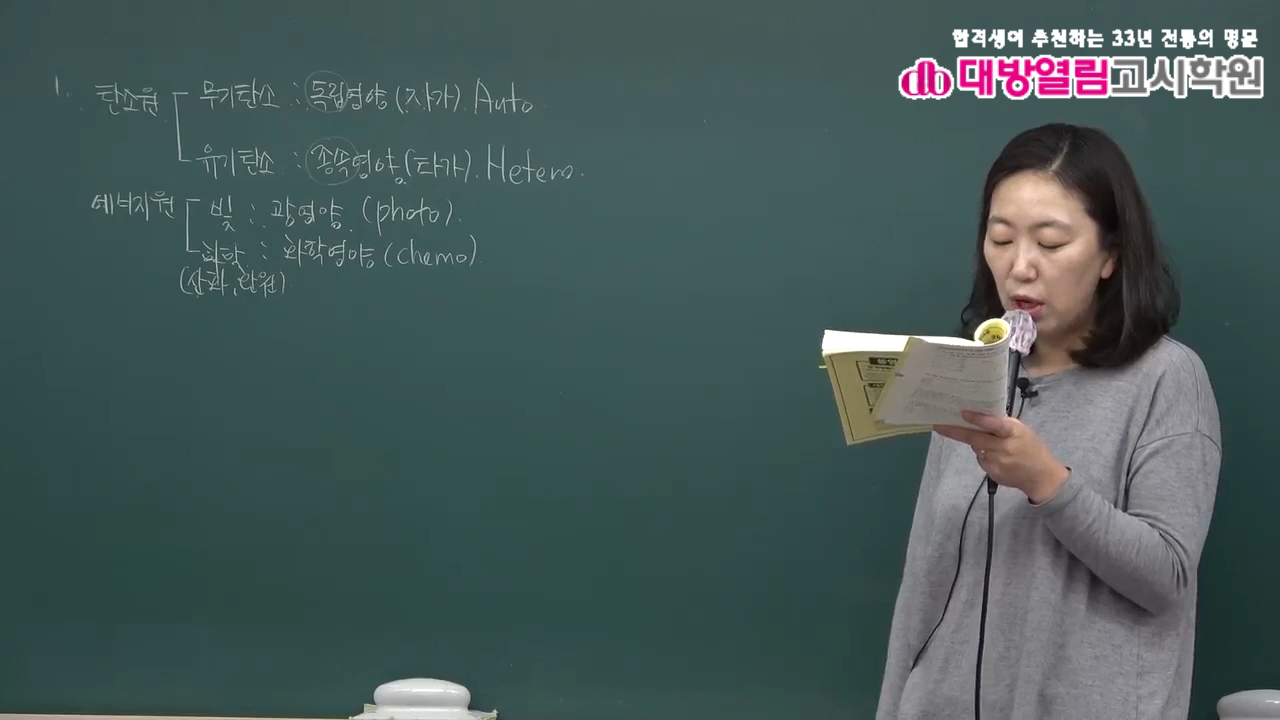 합격생이 추천하는 33년 전통의 명문
대방열림고시학원
1. 탄소원 무기탄소 : 독립영양 (자가). Auto
유기탄소 : 종속영양. (타가). Hetero.
에너지원 빛 : 광영양 (photo).
화학 : 화학영양 (chemo)
(산화, 환원)